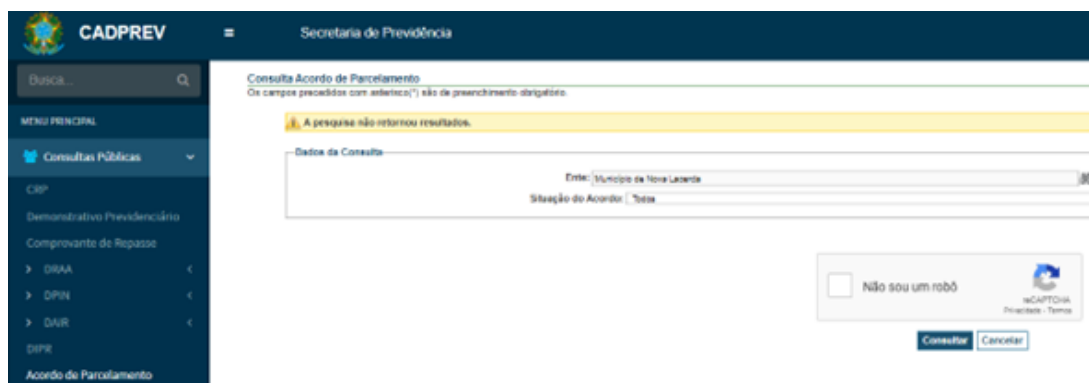 CADPREV
Secretaria de Previdência
Busca...
MENU PRINCIPAL
Consultas Públicas
CRP
Demonstrativo Previdenciário
Comprovante de Repasse
DRAA
DPIN
DAIR
DIPR
Acordo de Parcelamento
Consulta Acordo de Parcelamento
Os campos precedidos com asterisco(*) são de preenchimento obrigatório.
A pesquisa não retornou resultados.
Dados da Consulta
Ente: Município de Nova Lacerda
Situação do Acordo: Todos
Não sou um robô
reCAPTCHA
Privacidade - Termos
Consultar Cancelar